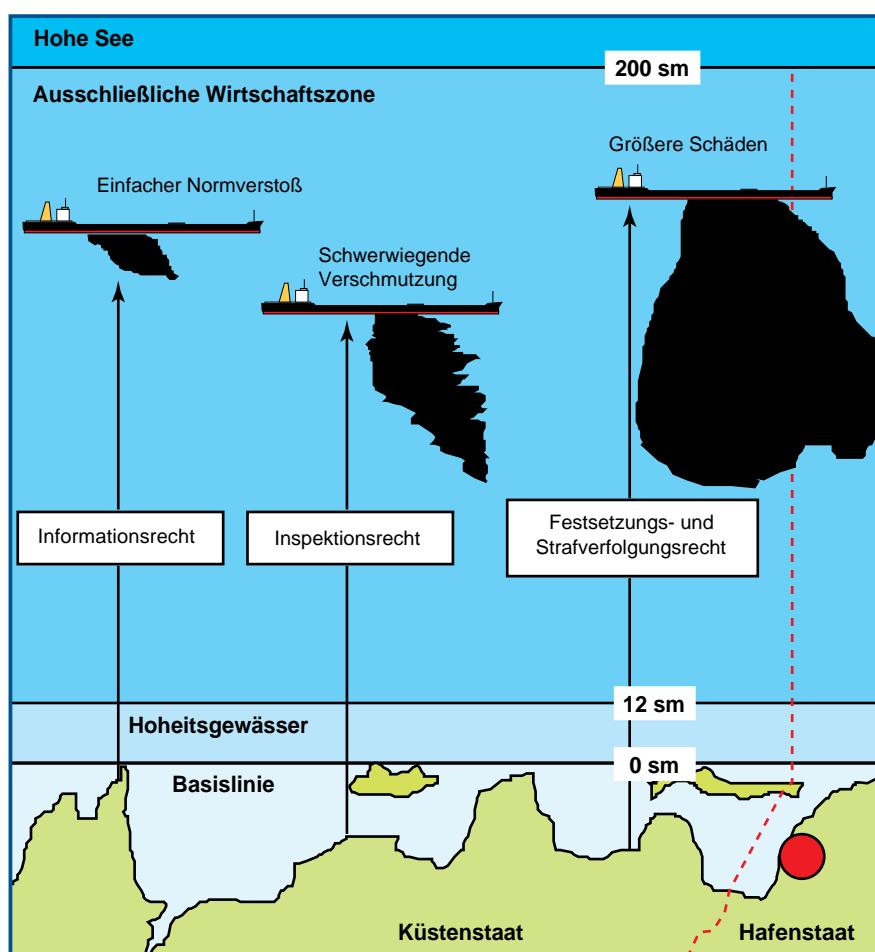 Hohe See
200 sm
Ausschließliche Wirtschaftszone
Größere Schäden
Einfacher Normverstoß
Schwerwiegende
Verschmutzung
Informationsrecht
Inspektionsrecht
Festsetzungs- und
Strafverfolgungsrecht
12 sm
Hoheitsgewässer
0 sm
Basislinie
Küstenstaat
Hafenstaat